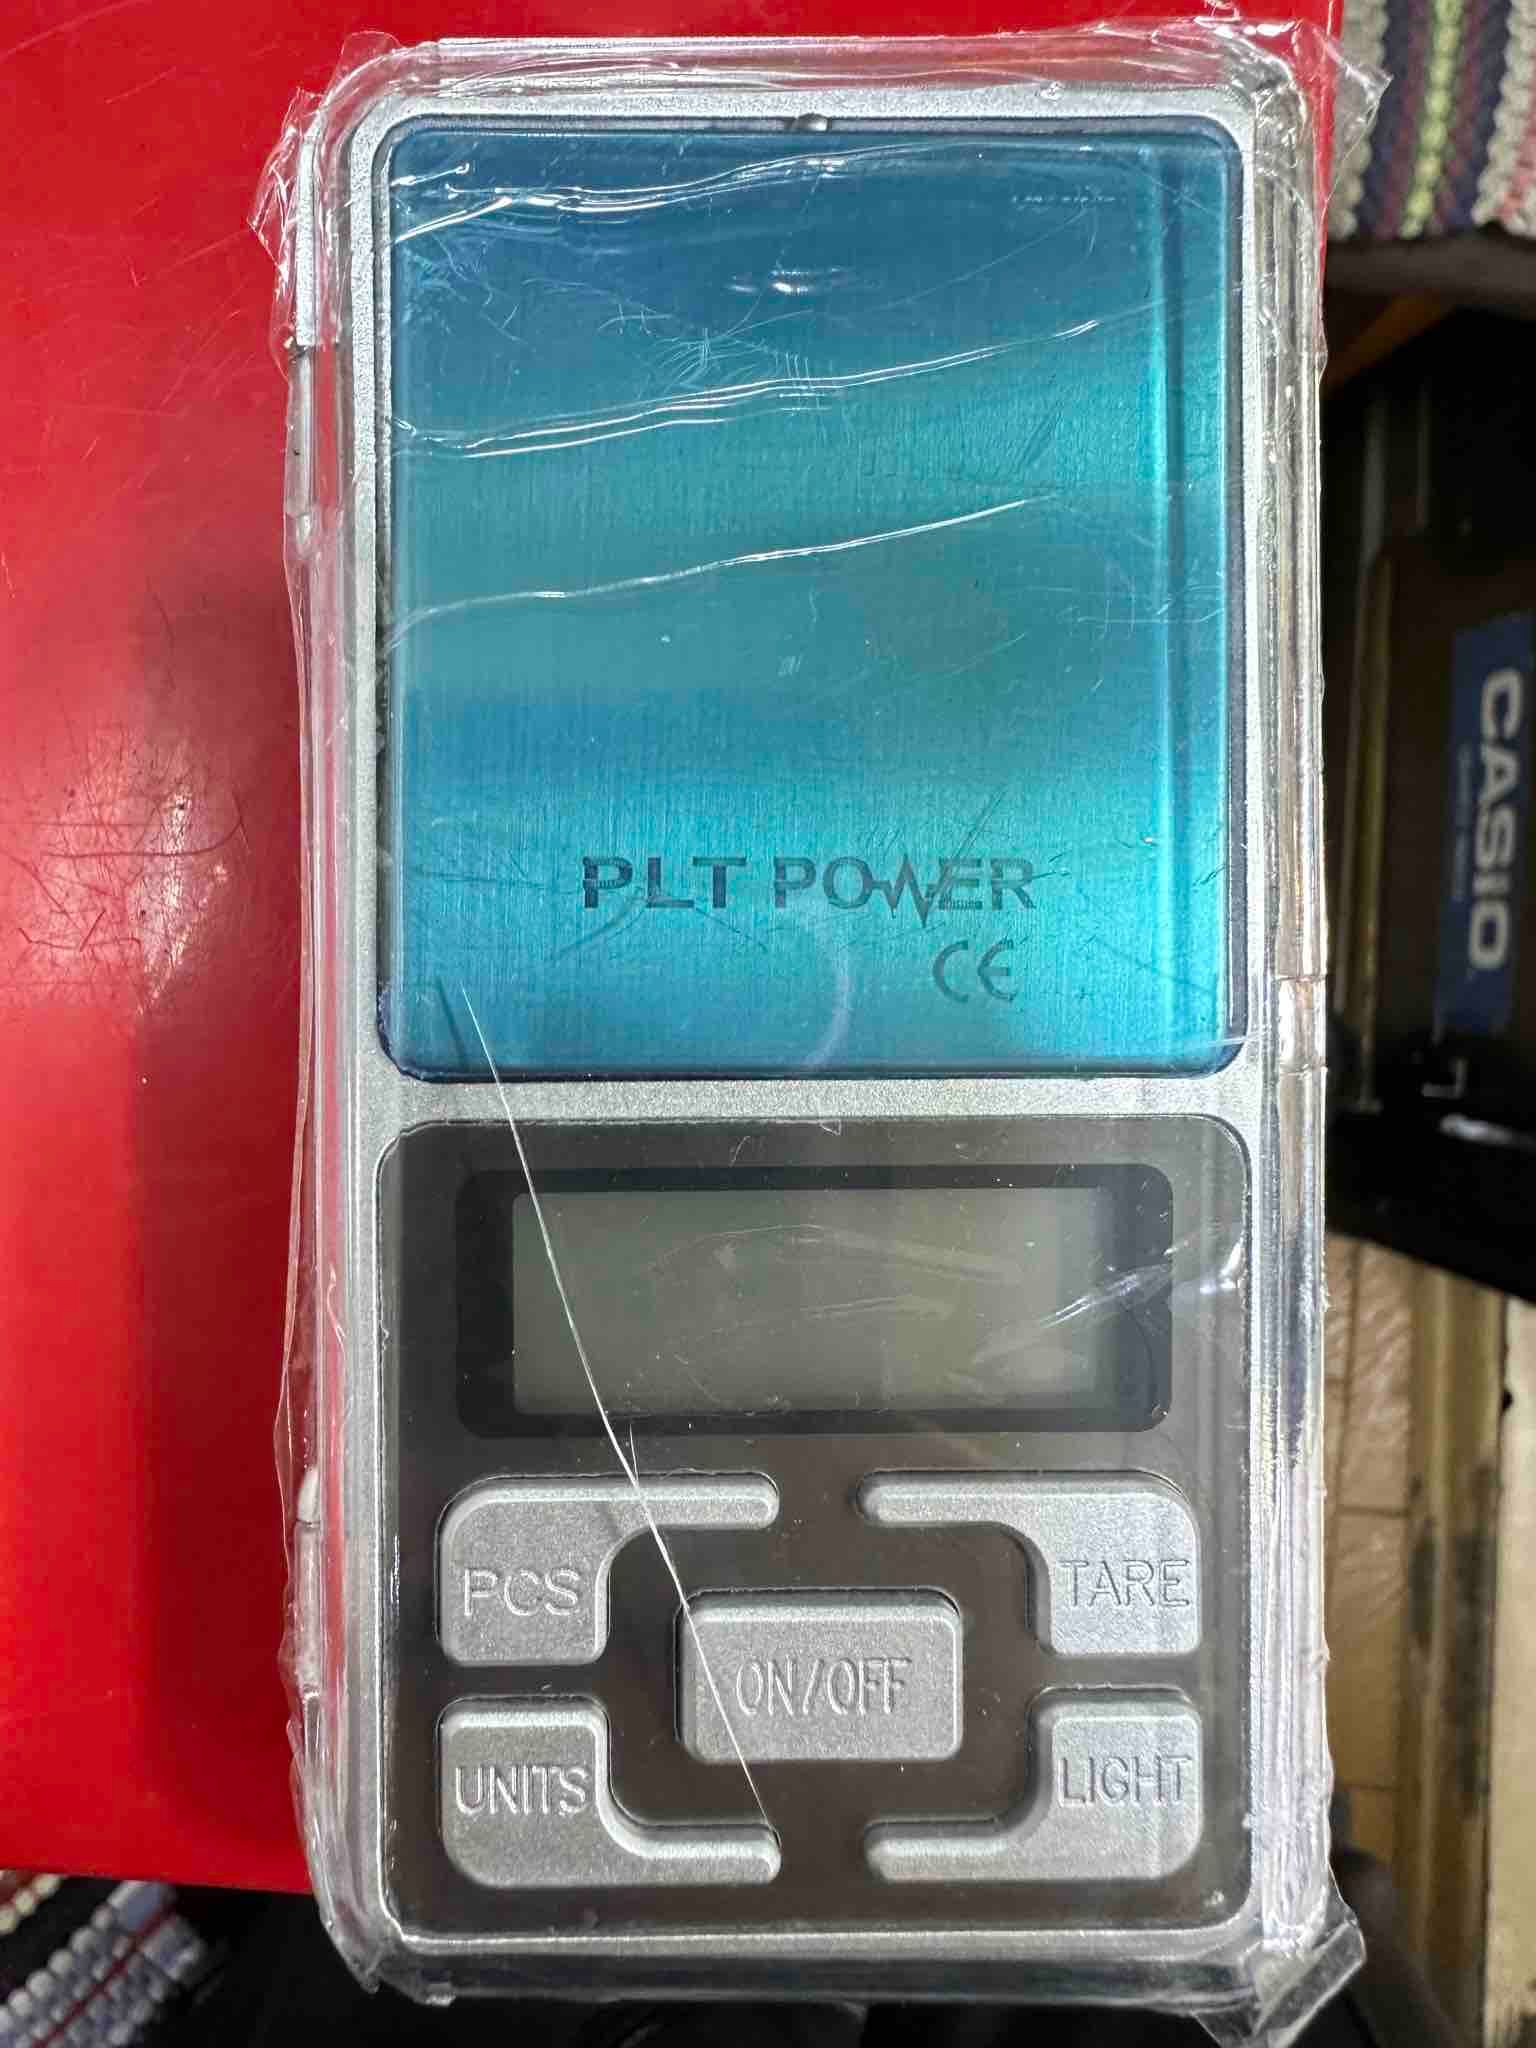 PLT POWER
CE
PCS
TARE
ON/OFF
UNITS
LIGHT
CASIO